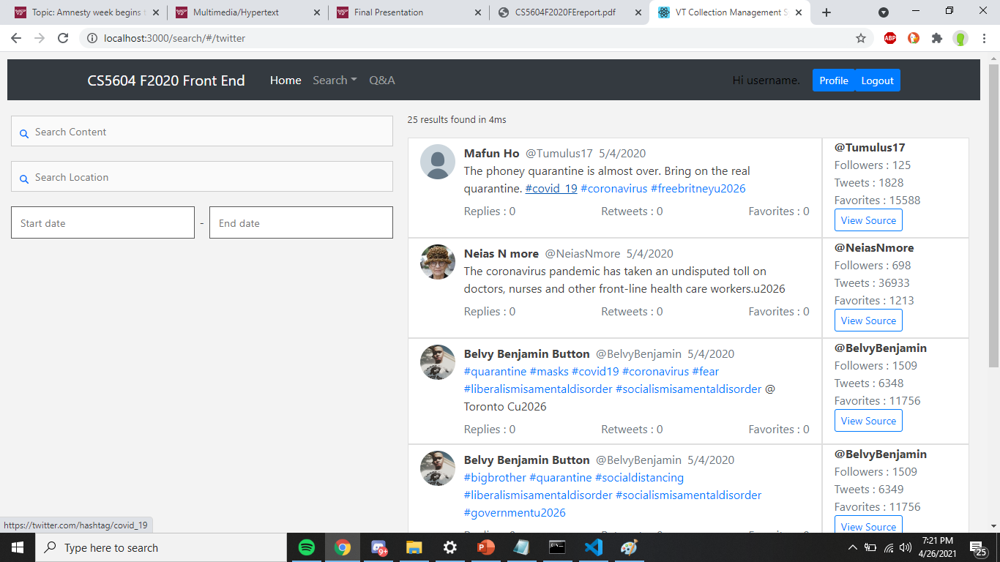 Topic: Amnesty week begins
Multimedia/Hypertext
Final Presentation
CS5604F2020FEreport.pdf
VT Collection Management S
localhost:3000/search/#/twitter
ABP
CS5604 F2020 Front End Home Search Q&A Hi username. Profile Logout
Search Content
Search Location
Start date - End date
25 results found in 4ms
Mafun Ho @Tumulus17 5/4/2020
The phoney quarantine is almost over. Bring on the real
quarantine. #covid_19 #coronavirus #freebritneyu2026
Replies : 0 Retweets : 0 Favorites : 0
@Tumulus17
Followers : 125
Tweets : 1828
Favorites : 15588
View Source
Neias N more @NeiasNmore 5/4/2020
The coronavirus pandemic has taken an undisputed toll on
doctors, nurses and other front-line health care workers.u2026
Replies : 0 Retweets : 0 Favorites : 0
@NeiasNmore
Followers : 698
Tweets : 36933
Favorites : 1213
View Source
Belvy Benjamin Button @BelvyBenjamin 5/4/2020
#quarantine #masks #covid19 #coronavirus #fear
#liberalismisamentaldisorder #socialismisamentaldisorder @
Toronto Cu2026
Replies : 0 Retweets : 0 Favorites : 0
@BelvyBenjamin
Followers : 1509
Tweets : 6348
Favorites : 11756
View Source
Belvy Benjamin Button @BelvyBenjamin 5/4/2020
#bigbrother #quarantine #socialdistancing
#liberalismisamentaldisorder #socialismisamentaldisorder
#governmentu2026
@BelvyBenjamin
Followers : 1509
Tweets : 6349
Favorites : 11756
View Source
https://twitter.com/hashtag/covid_19
Type here to search
9+
7:21 PM
4/26/2021
25